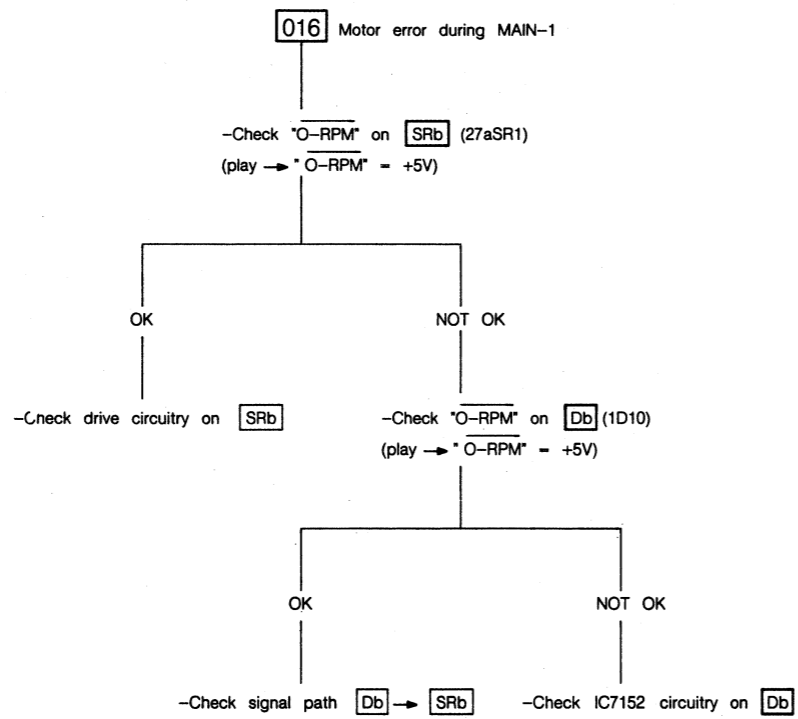 016 Motor error during MAIN-1
-Check "O-RPM" on SRb (27aSR1)
(play → "O-RPM" = +5V)
OK
NOT OK
-Check drive circuitry on SRb
-Check "O-RPM" on Db (1D10)
(play → "O-RPM" = +5V)
OK
NOT OK
-Check signal path Db → SRb
-Check IC7152 circuitry on Db